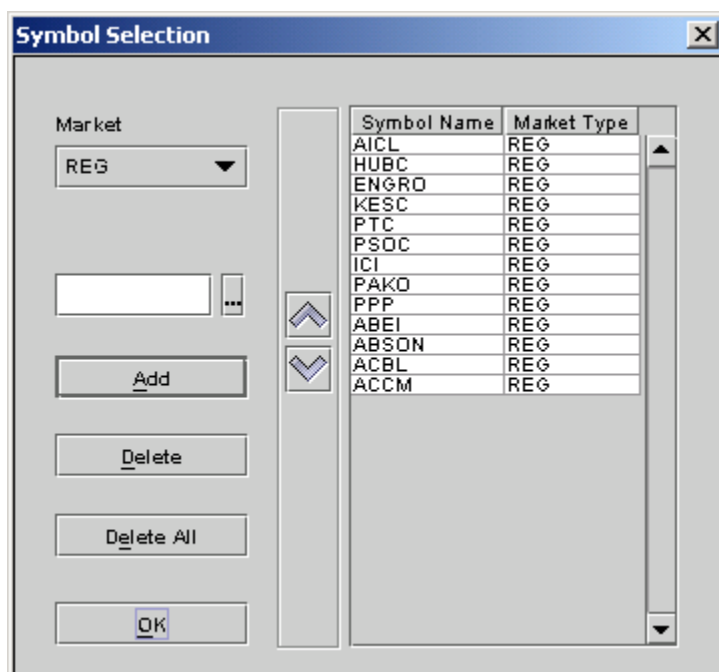 Symbol Selection
Market
REG
...
Add
Delete
Delete All
OK
Symbol Name Market Type
AICL REG
HUBC REG
ENGRO REG
KESC REG
PTC REG
PSOC REG
ICI REG
PAKO REG
PPP REG
ABEI REG
ABSON REG
ACBL REG
ACCM REG